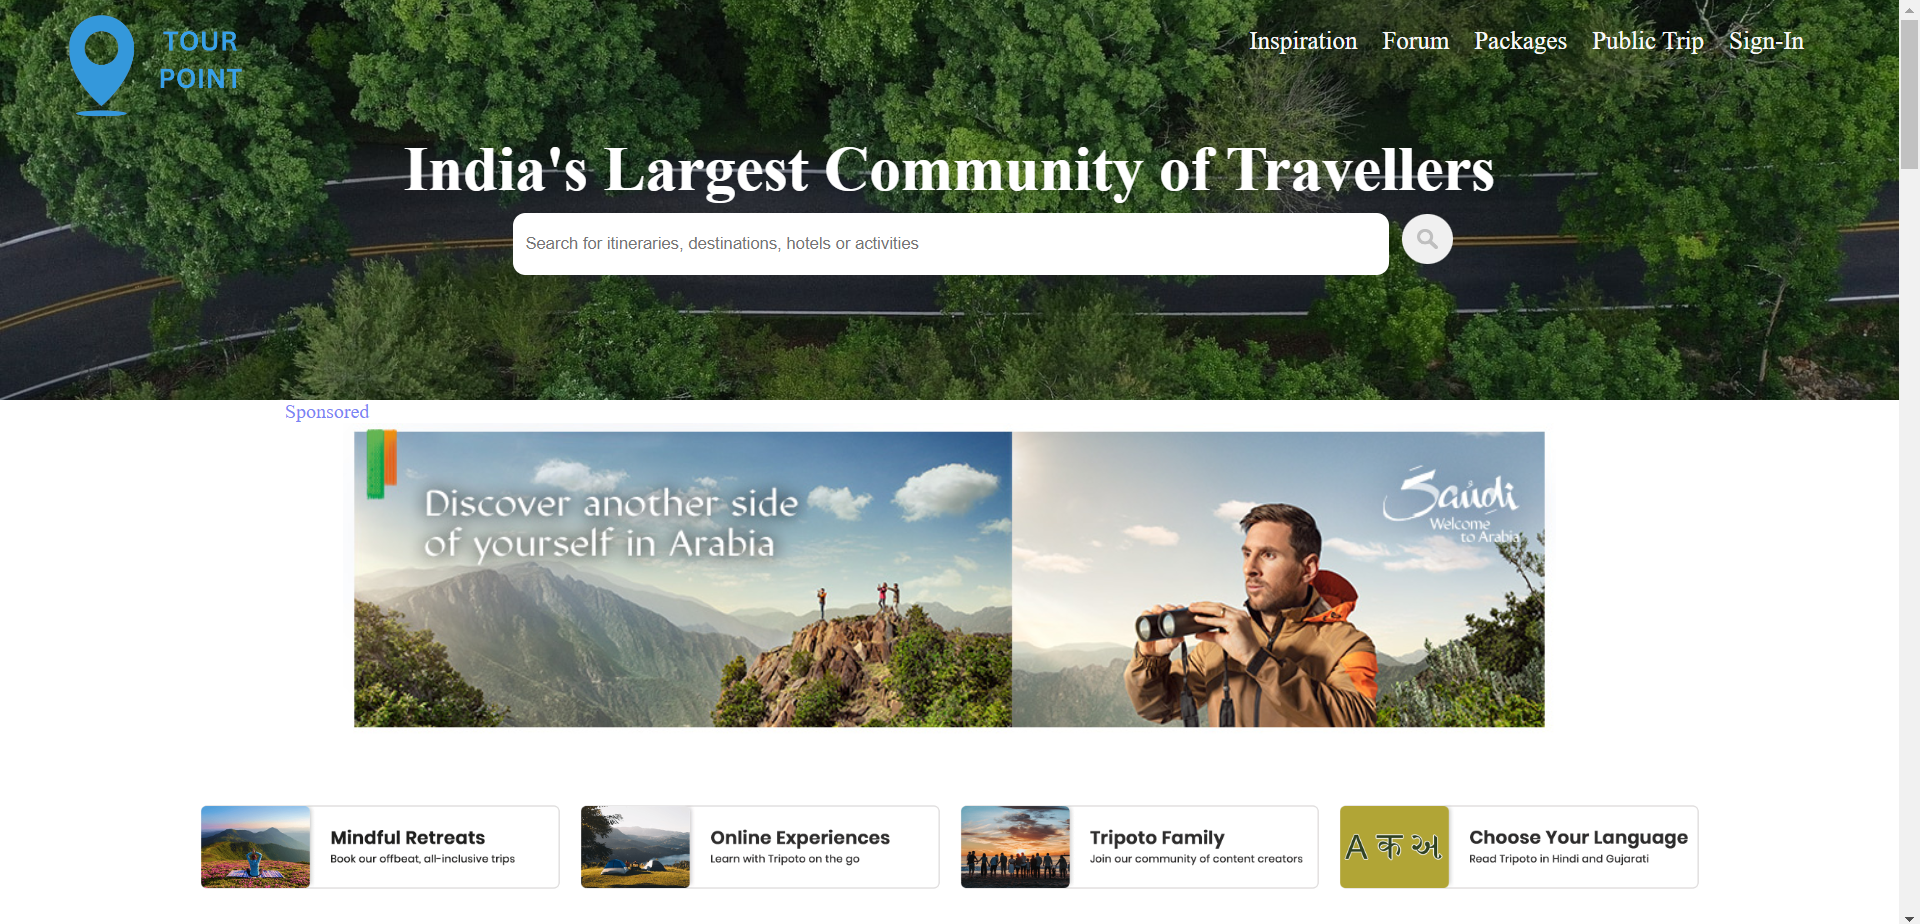 TOUR
POINT
Inspiration Forum Packages Public Trip Sign-In
India's Largest Community of Travellers
Search for itineraries, destinations, hotels or activities
Sponsored
Discover another side
of yourself in Arabia
Saudi
Welcome
to Arabia
Mindful Retreats
Book our offbeat, all-inclusive trips
Online Experiences
Learn with Tripoto on the go
Tripoto Family
Join our community of content creators
A क અ
Choose Your Language
Read Tripoto in Hindi and Gujarati